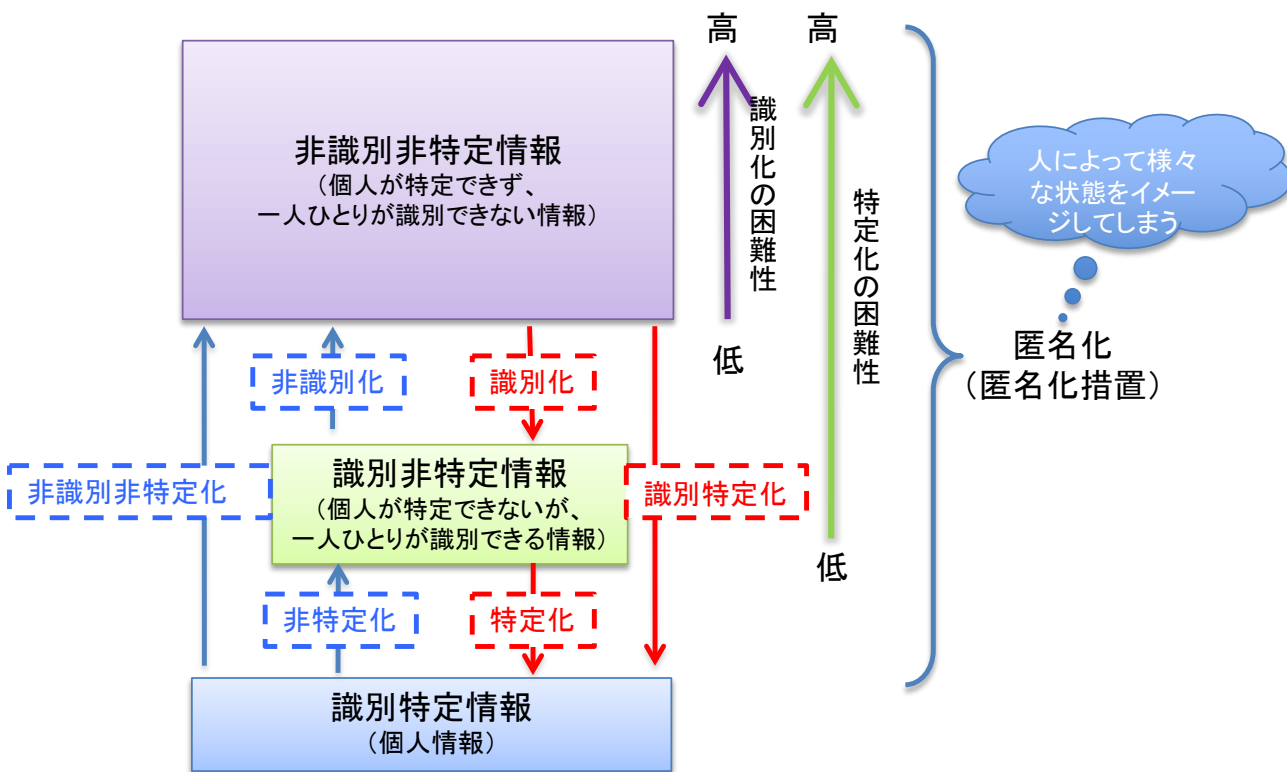 高
高
非識別非特定情報
（個人が特定できず、
一人ひとりが識別できない情報）
識別化の困難性
特定化の困難性
人によって様々
な状態をイメー
ジしてしまう
低
匿名化
（匿名化措置）
非識別化
識別化
識別非特定情報
（個人が特定できないが、
一人ひとりが識別できる情報）
非識別非特定化
識別特定化
低
非特定化
特定化
識別特定情報
（個人情報）